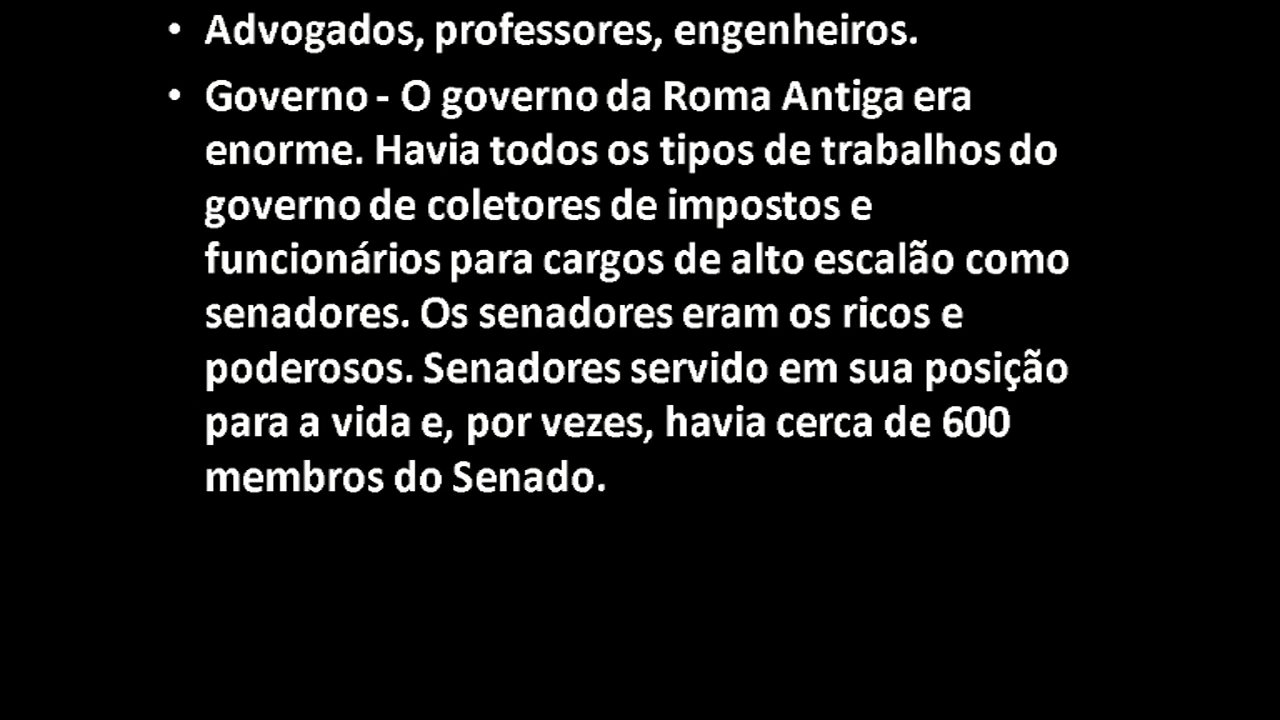 • Advogados, professores, engenheiros.
• Governo - O governo da Roma Antiga era
enorme. Havia todos os tipos de trabalhos do
governo de coletores de impostos e
funcionários para cargos de alto escalão como
senadores. Os senadores eram os ricos e
poderosos. Senadores servido em sua posição
para a vida e, por vezes, havia cerca de 600
membros do Senado.